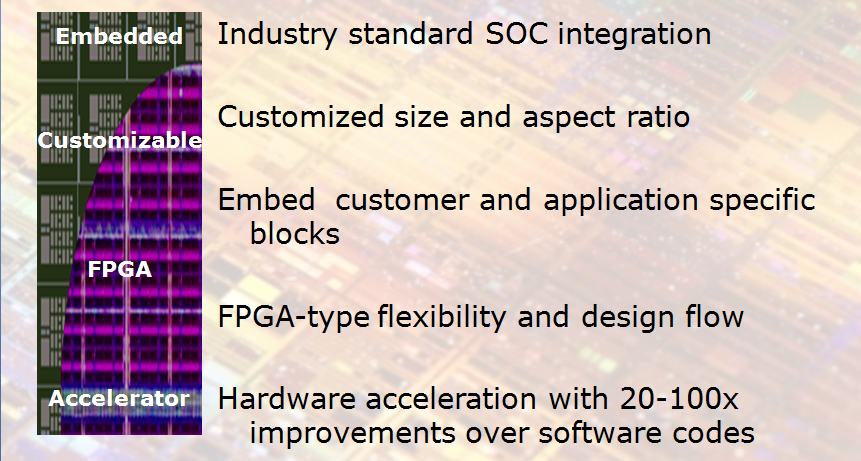 Embedded
Industry standard SOC integration
Customized size and aspect ratio
Customizable
Embed customer and application specific
blocks
FPGA
FPGA-type flexibility and design flow
Accelerator
Hardware acceleration with 20-100x
improvements over software codes